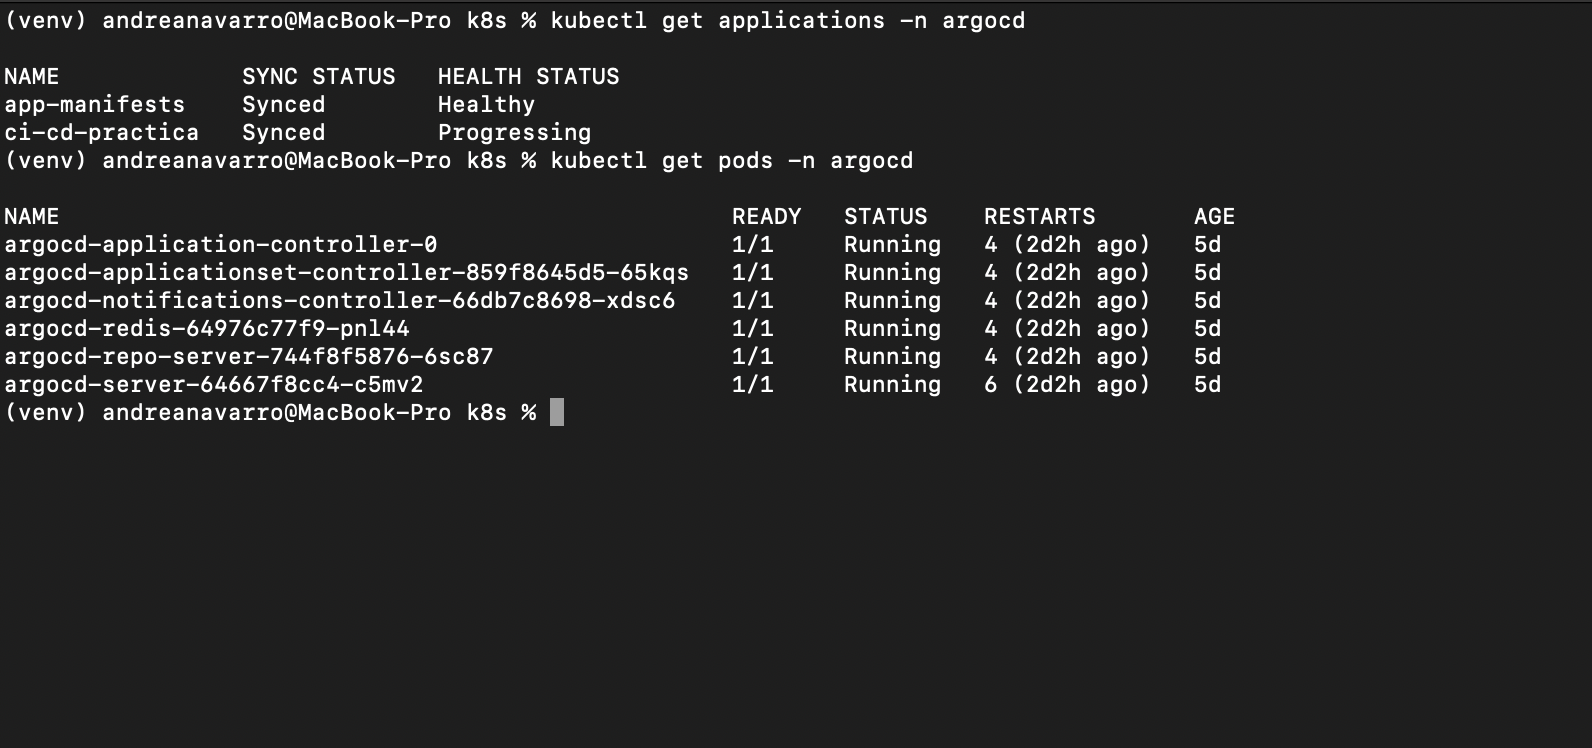 (venv) andreanavarro@MacBook-Pro k8s % kubectl get applications -n argocd
NAME SYNC STATUS HEALTH STATUS
app-manifests Synced Healthy
ci-cd-practica Synced Progressing
(venv) andreanavarro@MacBook-Pro k8s % kubectl get pods -n argocd
NAME READY STATUS RESTARTS AGE
argocd-application-controller-0 1/1 Running 4 (2d2h ago) 5d
argocd-applicationset-controller-859f8645d5-65kqs 1/1 Running 4 (2d2h ago) 5d
argocd-notifications-controller-66db7c8698-xdsc6 1/1 Running 4 (2d2h ago) 5d
argocd-redis-64976c77f9-pnl44 1/1 Running 4 (2d2h ago) 5d
argocd-repo-server-744f8f5876-6sc87 1/1 Running 4 (2d2h ago) 5d
argocd-server-64667f8cc4-c5mv2 1/1 Running 6 (2d2h ago) 5d
(venv) andreanavarro@MacBook-Pro k8s %